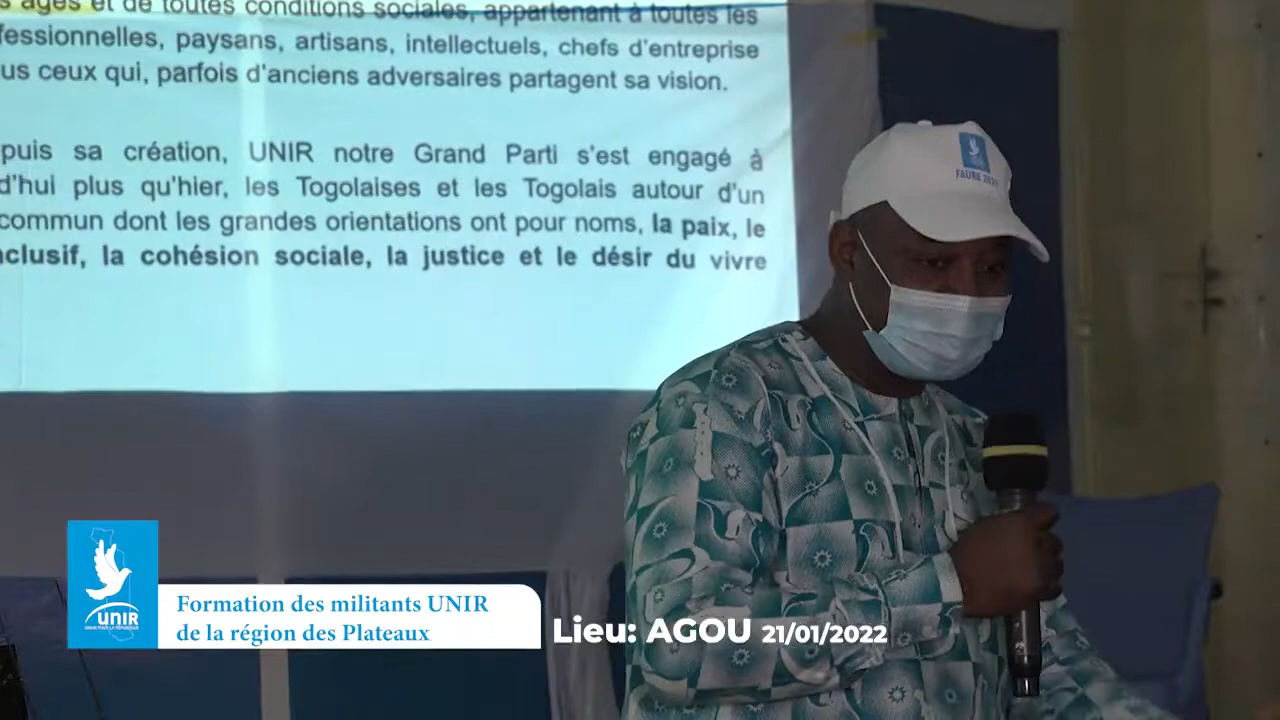 s âges et de toutes conditions sociales, appartenant à toutes les
fessionnelles, paysans, artisans, intellectuels, chefs d'entreprise
us ceux qui, parfois d'anciens adversaires partagent sa vision.
puis sa création, UNIR notre Grand Parti s'est engagé à
d'hui plus qu'hier, les Togolaises et les Togolais autour d'un
commun dont les grandes orientations ont pour noms, la paix, le
nclusif, la cohésion sociale, la justice et le désir du vivre
FAURE
UNIR
Formation des militants UNIR
de la région des Plateaux
Lieu: AGOU 21/01/2022